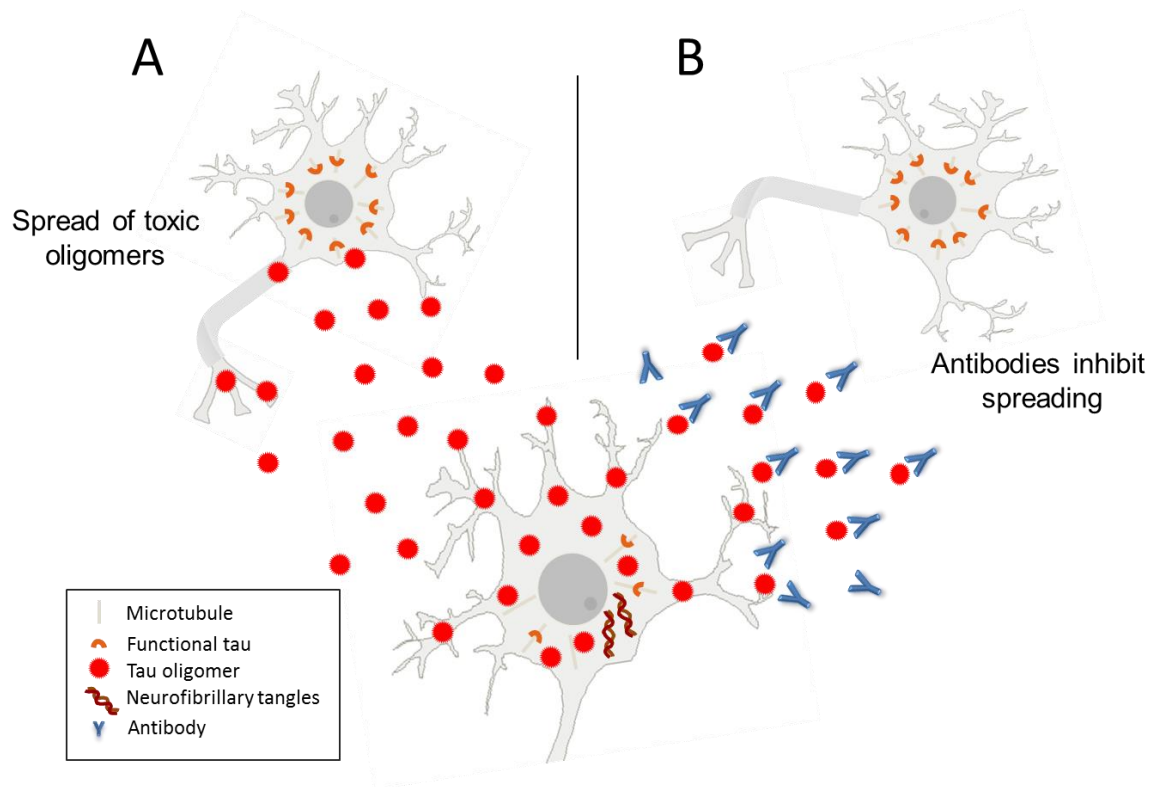 A
B
Spread of toxic
oligomers
Antibodies inhibit
spreading
Microtubule
Functional tau
Tau oligomer
Neurofibrillary tangles
Antibody